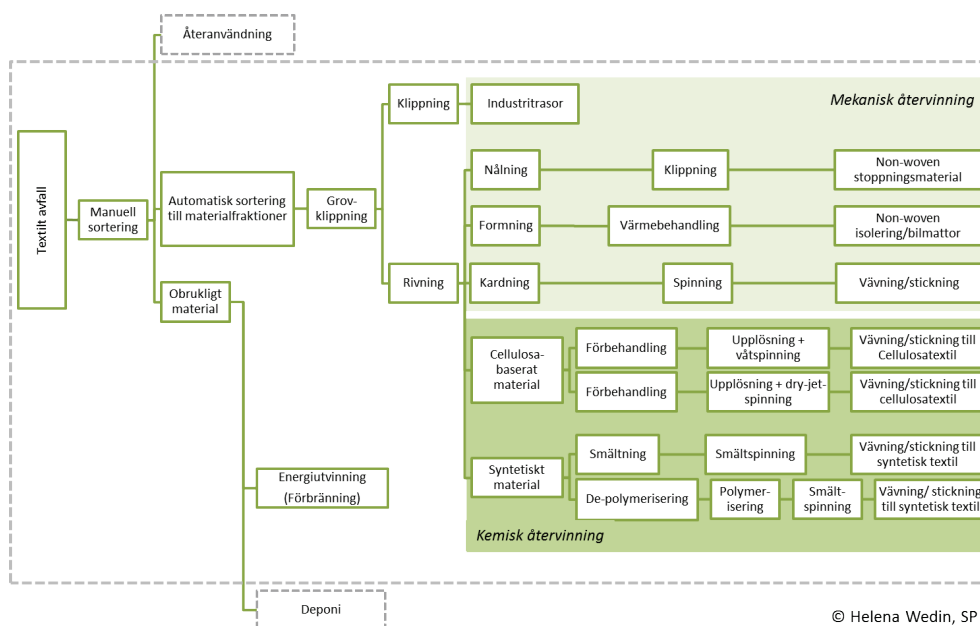 Återanvändning
Textilt avfall
Manuell
sortering
Automatisk sortering
till materialfraktioner
Obrukligt
material
Grov-
klippning
Klippning
Industritrasor
Mekanisk återvinning
Rivning
Nålning
Klippning
Non-woven
stoppningsmaterial
Formning
Värmebehandling
Non-woven
isolering/bilmattor
Kardning
Spinning
Vävning/stickning
Cellulosa-
baserat
material
Förbehandling
Upplösning +
våtspinning
Vävning/stickning till
Cellulosatextil
Förbehandling
Upplösning + dry-jet-
spinning
Vävning/stickning till
cellulosatextil
Syntetiskt
material
Smältning
Smältspinning
Vävning/stickning till
syntetisk textil
De-polymerisering
Polymer-
isering
Smält-
spinning
Vävning/ stickning
till syntetisk textil
Kemisk återvinning
Energiutvinning
(Förbränning)
Deponi
© Helena Wedin, SP